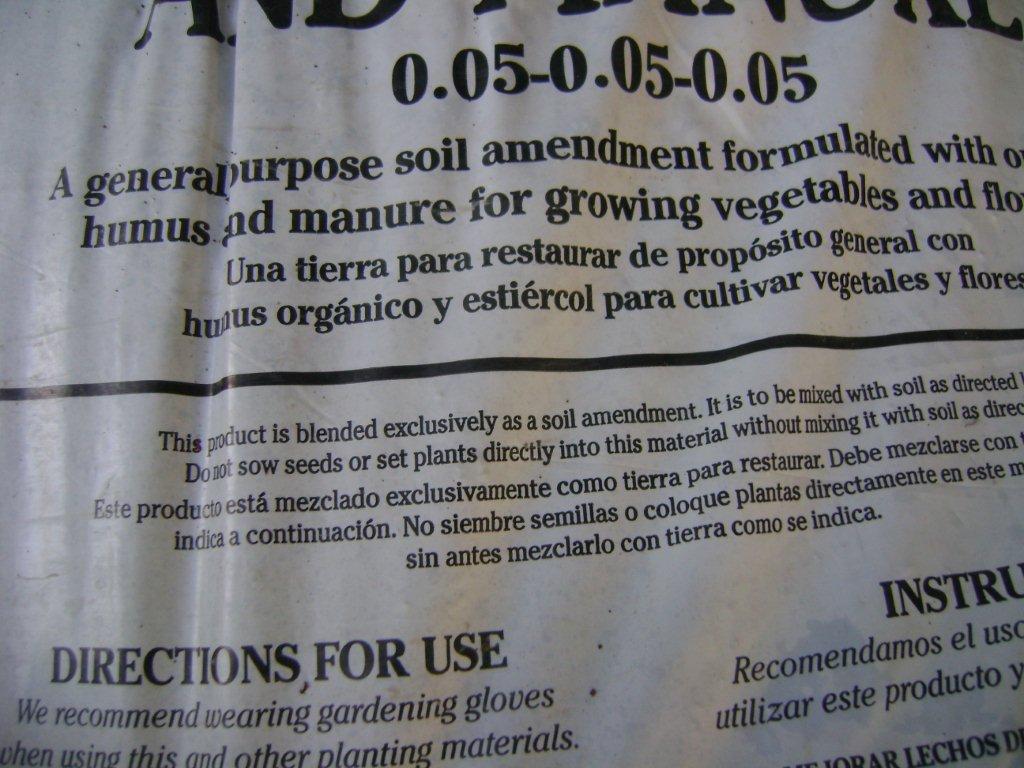 AND MANURE
0.05-0.05-0.05
A general purpose soil amendment formulated with
humus and manure for growing vegetables and
Una tierra para restaurar de propósito general con
humus orgánico y estiércol para cultivar vegetales y flores
This product is blended exclusively as a soil amendment. It is to be mixed with soil as directed
Do not sow seeds or set plants directly into this material without mixing it with soil as direc
Este producto está mezclado exclusivamente como tierra para restaurar. Debe mezclarse con
indica a continuación. No siembre semillas o coloque plantas directamente en este
sin antes mezclarlo con tierra como se indica.
DIRECTIONS FOR USE
We recommend wearing gardening gloves
when using this and other planting materials.
INSTRU
Recomendamos el uso
utilizar este producto y
MEJORAR LECHOS DE